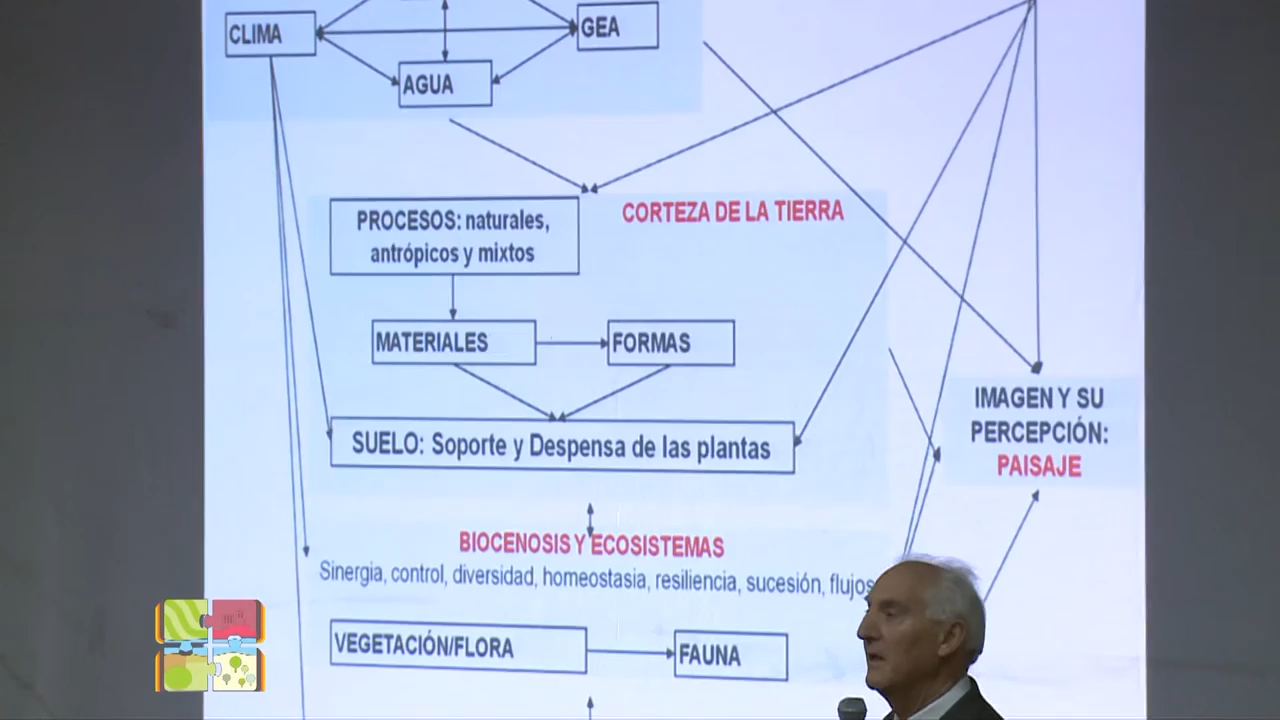 CLIMA
GEA
AGUA
PROCESOS: naturales,
antrópicos y mixtos
CORTEZA DE LA TIERRA
MATERIALES
FORMAS
SUELO: Soporte y Despensa de las plantas
IMAGEN Y SU
PERCEPCIÓN:
PAISAJE
BIOCENOSIS Y ECOSISTEMAS
Sinergia, control, diversidad, homeostasia, resiliencia, sucesión, flujos
VEGETACIÓN/FLORA
FAUNA